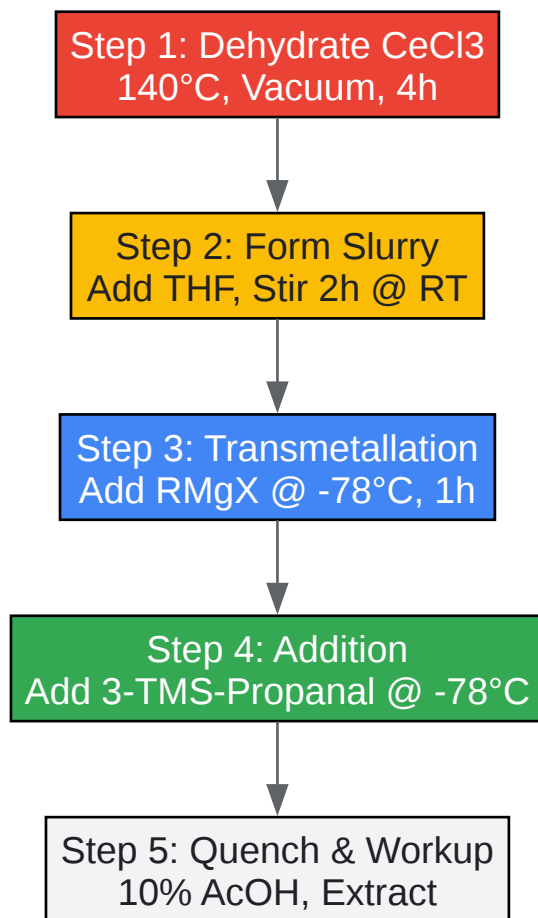 Step 1: Dehydrate CeCl3
140°C, Vacuum, 4h
Step 2: Form Slurry
Add THF, Stir 2h @ RT
Step 3: Transmetallation
Add RMgX @ -78°C, 1h
Step 4: Addition
Add 3-TMS-Propanal @ -78°C
Step 5: Quench & Workup
10% AcOH, Extract